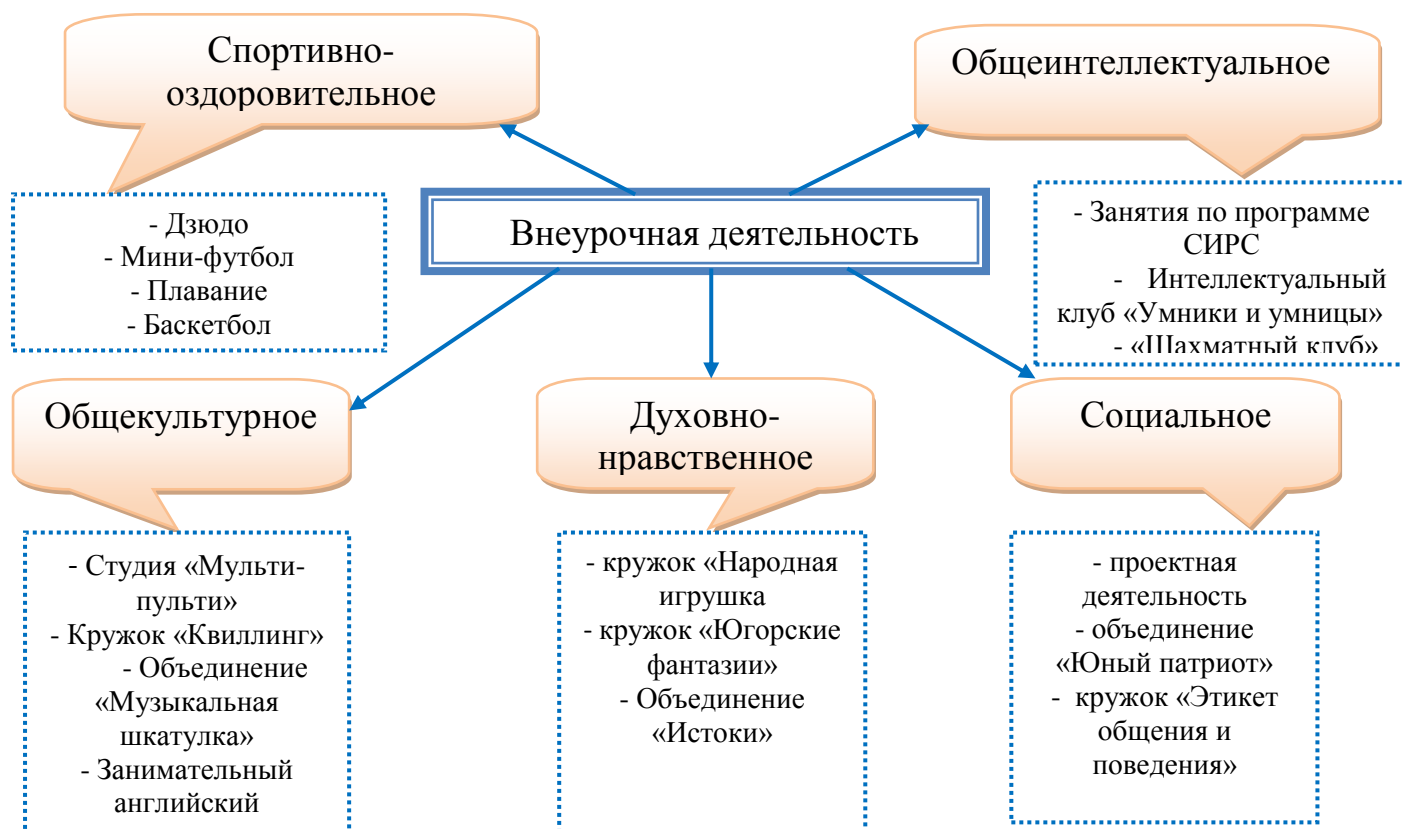 Спортивно-
оздоровительное
Общеинтеллектуальное
Внеурочная деятельность
- Дзюдо
- Мини-футбол
- Плавание
- Баскетбол
- Занятия по программе
СИРС
- Интеллектуальный
клуб «Умники и умницы»
- «Шахматный клуб»
Общекультурное
Духовно-
нравственное
Социальное
- Студия «Мульти-
пульти»
- Кружок «Квиллинг»
- Объединение
«Музыкальная
шкатулка»
- Занимательный
английский
- кружок «Народная
игрушка
- кружок «Югорские
фантазии»
- Объединение
«Истоки»
- проектная
деятельность
- объединение
«Юный патриот»
- кружок «Этикет
общения и
поведения»